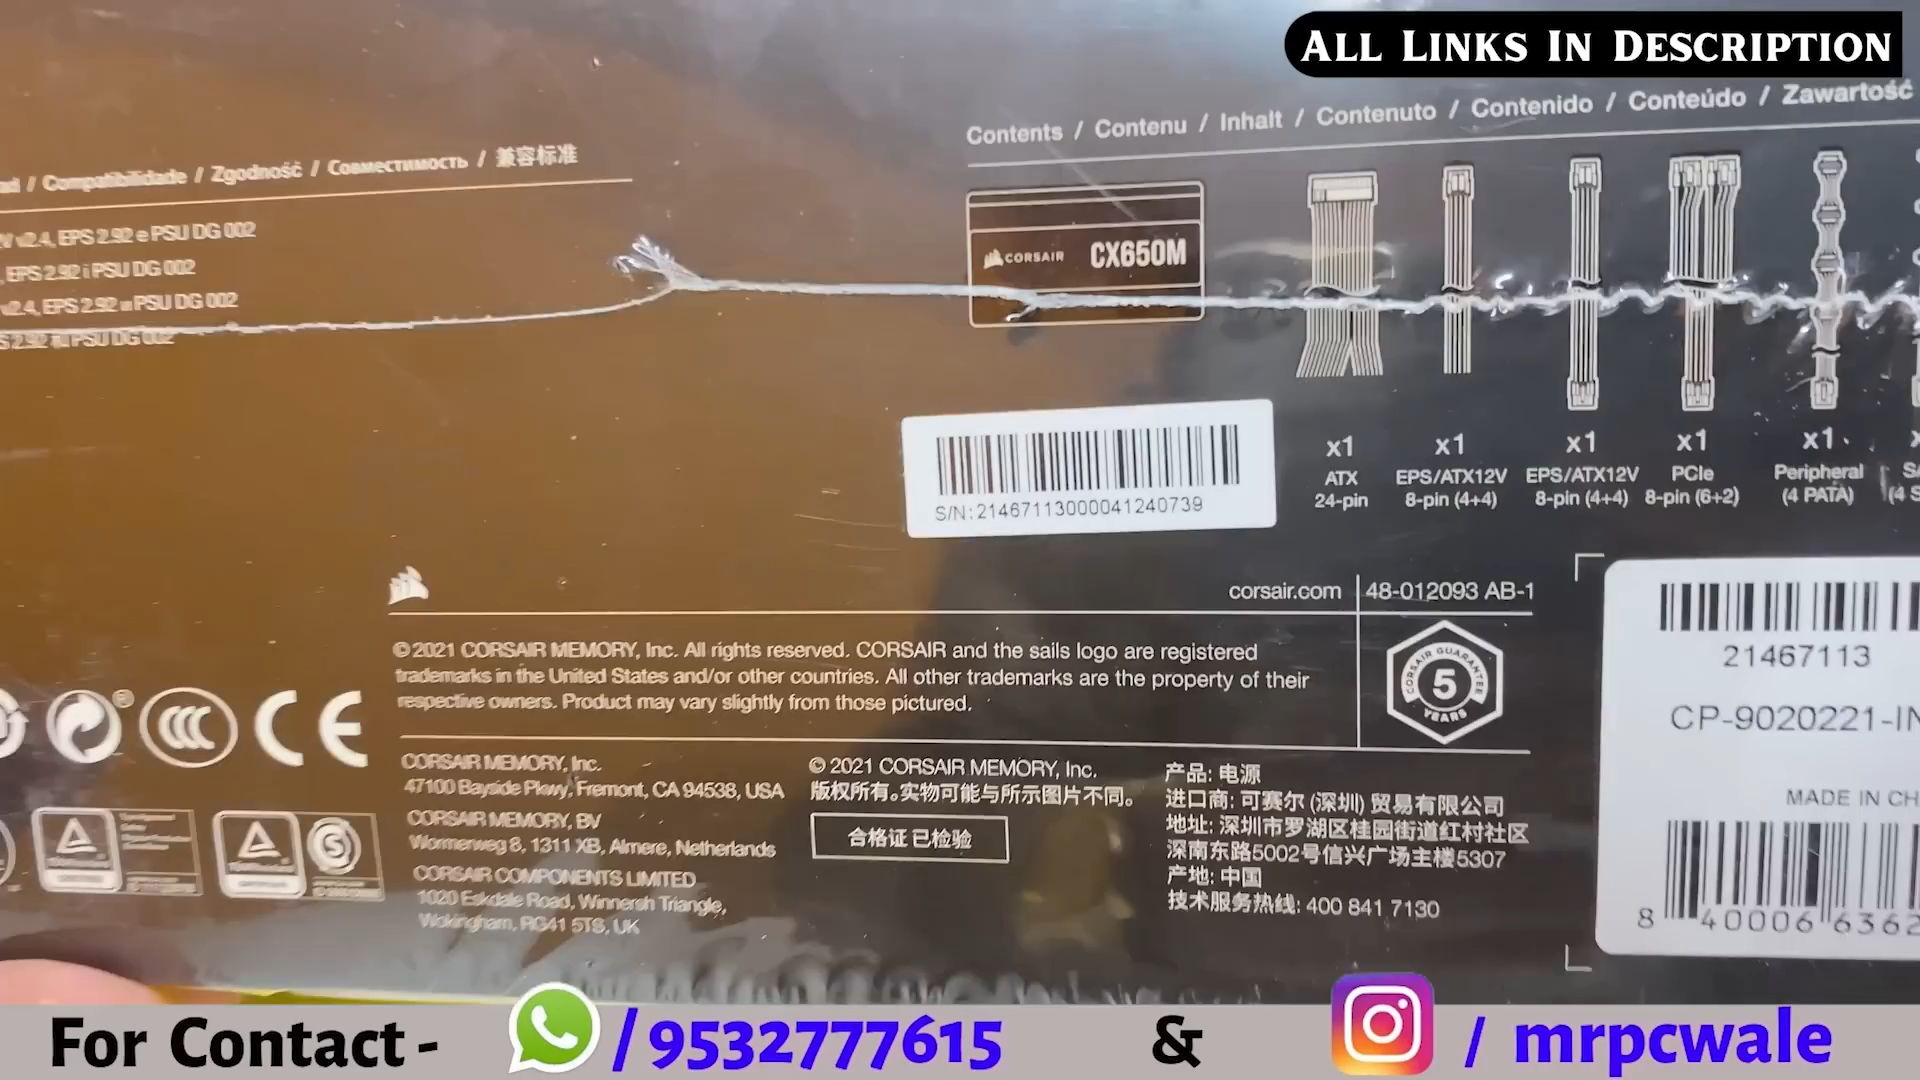 ALL LINKS IN DESCRIPTION
Contents / Contenu / Inhalt / Contenuto / Contenido / Conteúdo / Zawartość
/ Compatibilidade / Zgodność / Совместимость / 兼容标准
v2.4, EPS 2.92 e PSU DG 002
, EPS 2.92 i PSU DG 002
v2.4, EPS 2.92 и PSU DG 002
2.92 PSU DG 002
CORSAIR CX650M
x1 x1 x1 x1 x1
ATX EPS/ATX12V EPS/ATX12V PCIe Peripheral
24-pin 8-pin (4+4) 8-pin (4+4) 8-pin (6+2) (4 PATA)
S/N: 21467113000041240739
corsair.com 48-012093 AB-1
© 2021 CORSAIR MEMORY, Inc. All rights reserved. CORSAIR and the sails logo are registered
trademarks in the United States and/or other countries. All other trademarks are the property of their
respective owners. Product may vary slightly from those pictured.
CORSAIR GUARANTEE
5
YEARS
21467113
CP-9020221-IN
MADE IN CH
8 40006 6362
CCC
CE
CORSAIR MEMORY, Inc.
47100 Bayside Pkwy, Fremont, CA 94538, USA
CORSAIR MEMORY, BV
Wormerweg 8, 1311 XB, Almere, Netherlands
CORSAIR COMPONENTS LIMITED
1020 Eskdale Road, Winnersh Triangle,
Wokingham, RG41 5TS, UK
© 2021 CORSAIR MEMORY, Inc.
版权所有。实物可能与所示图片不同。
合格证 已检验
产品: 电源
进口商: 可赛尔 (深圳) 贸易有限公司
地址: 深圳市罗湖区桂园街道红村社区
深南东路5002号信兴广场主楼5307
产地: 中国
技术服务热线: 400 841 7130
For Contact - / 9532777615 & / mrpcwale